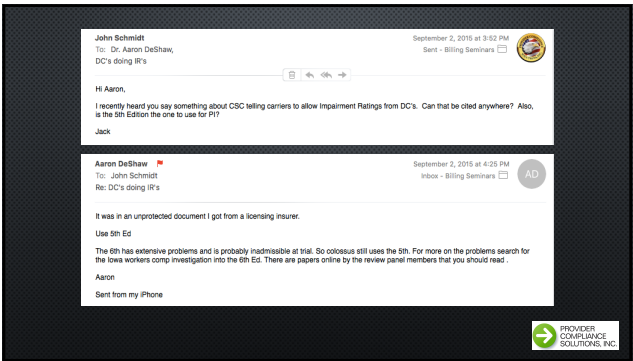 John Schmidt
September 2, 2015 at 3:52 PM
To: Dr. Aaron DeShaw,
Sent - Billing Seminars
DC's doing IR's
Hi Aaron,
I recently heard you say something about CSC telling carriers to allow Impairment Ratings from DC's. Can that be cited anywhere? Also,
is the 5th Edition the one to use for PI?
Jack
Aaron DeShaw
September 2, 2015 at 4:25 PM
To: John Schmidt
Inbox - Billing Seminars
AD
Re: DC's doing IR's
It was in an unprotected document I got from a licensing insurer.
Use 5th Ed
The 6th has extensive problems and is probably inadmissible at trial. So colossus still uses the 5th. For more on the problems search for
the Iowa workers comp investigation into the 6th Ed. There are papers online by the review panel members that you should read .
Aaron
Sent from my iPhone
PROVIDER
COMPLIANCE
SOLUTIONS, INC.